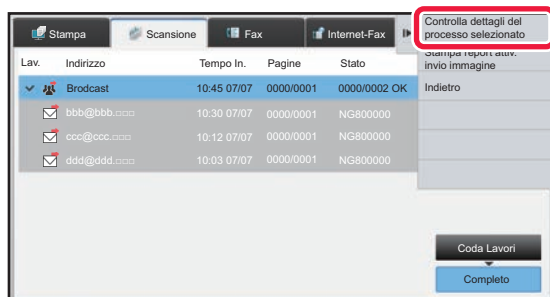 Stampa Scansione Fax Internet-Fax
Controlla dettagli del
processo selezionato
Stampa report attiv.
invio immagine
Indietro
Lav. Indirizzo Tempo In. Pagine Stato
Brodcast 10:45 07/07 0000/0001 0000/0002 OK
bbb@bbb.□□□ 10:30 07/07 0000/0001 NG800000
ccc@ccc.□□□ 10:12 07/07 0000/0001 NG800000
ddd@ddd.□□□ 10:03 07/07 0000/0001 NG800000
Coda Lavori
Completo